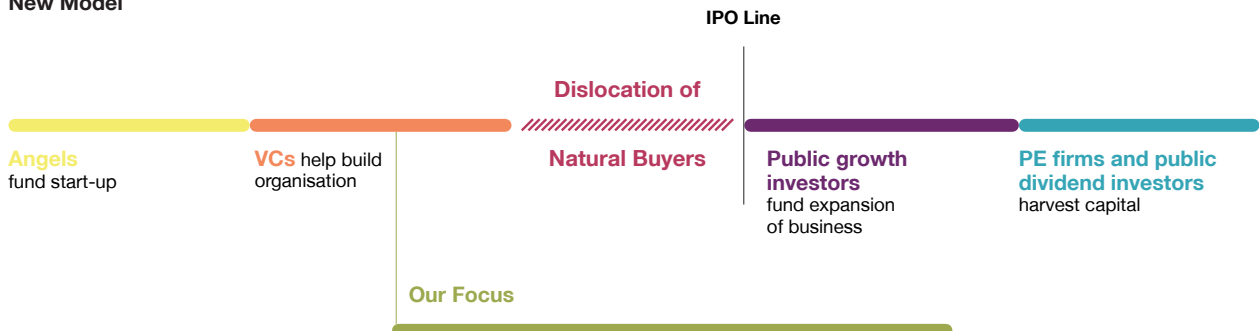 New Model
IPO Line
Dislocation of
Natural Buyers
Angels
fund start-up
VCs help build
organisation
Public growth
investors
fund expansion
of business
PE firms and public
dividend investors
harvest capital
Our Focus